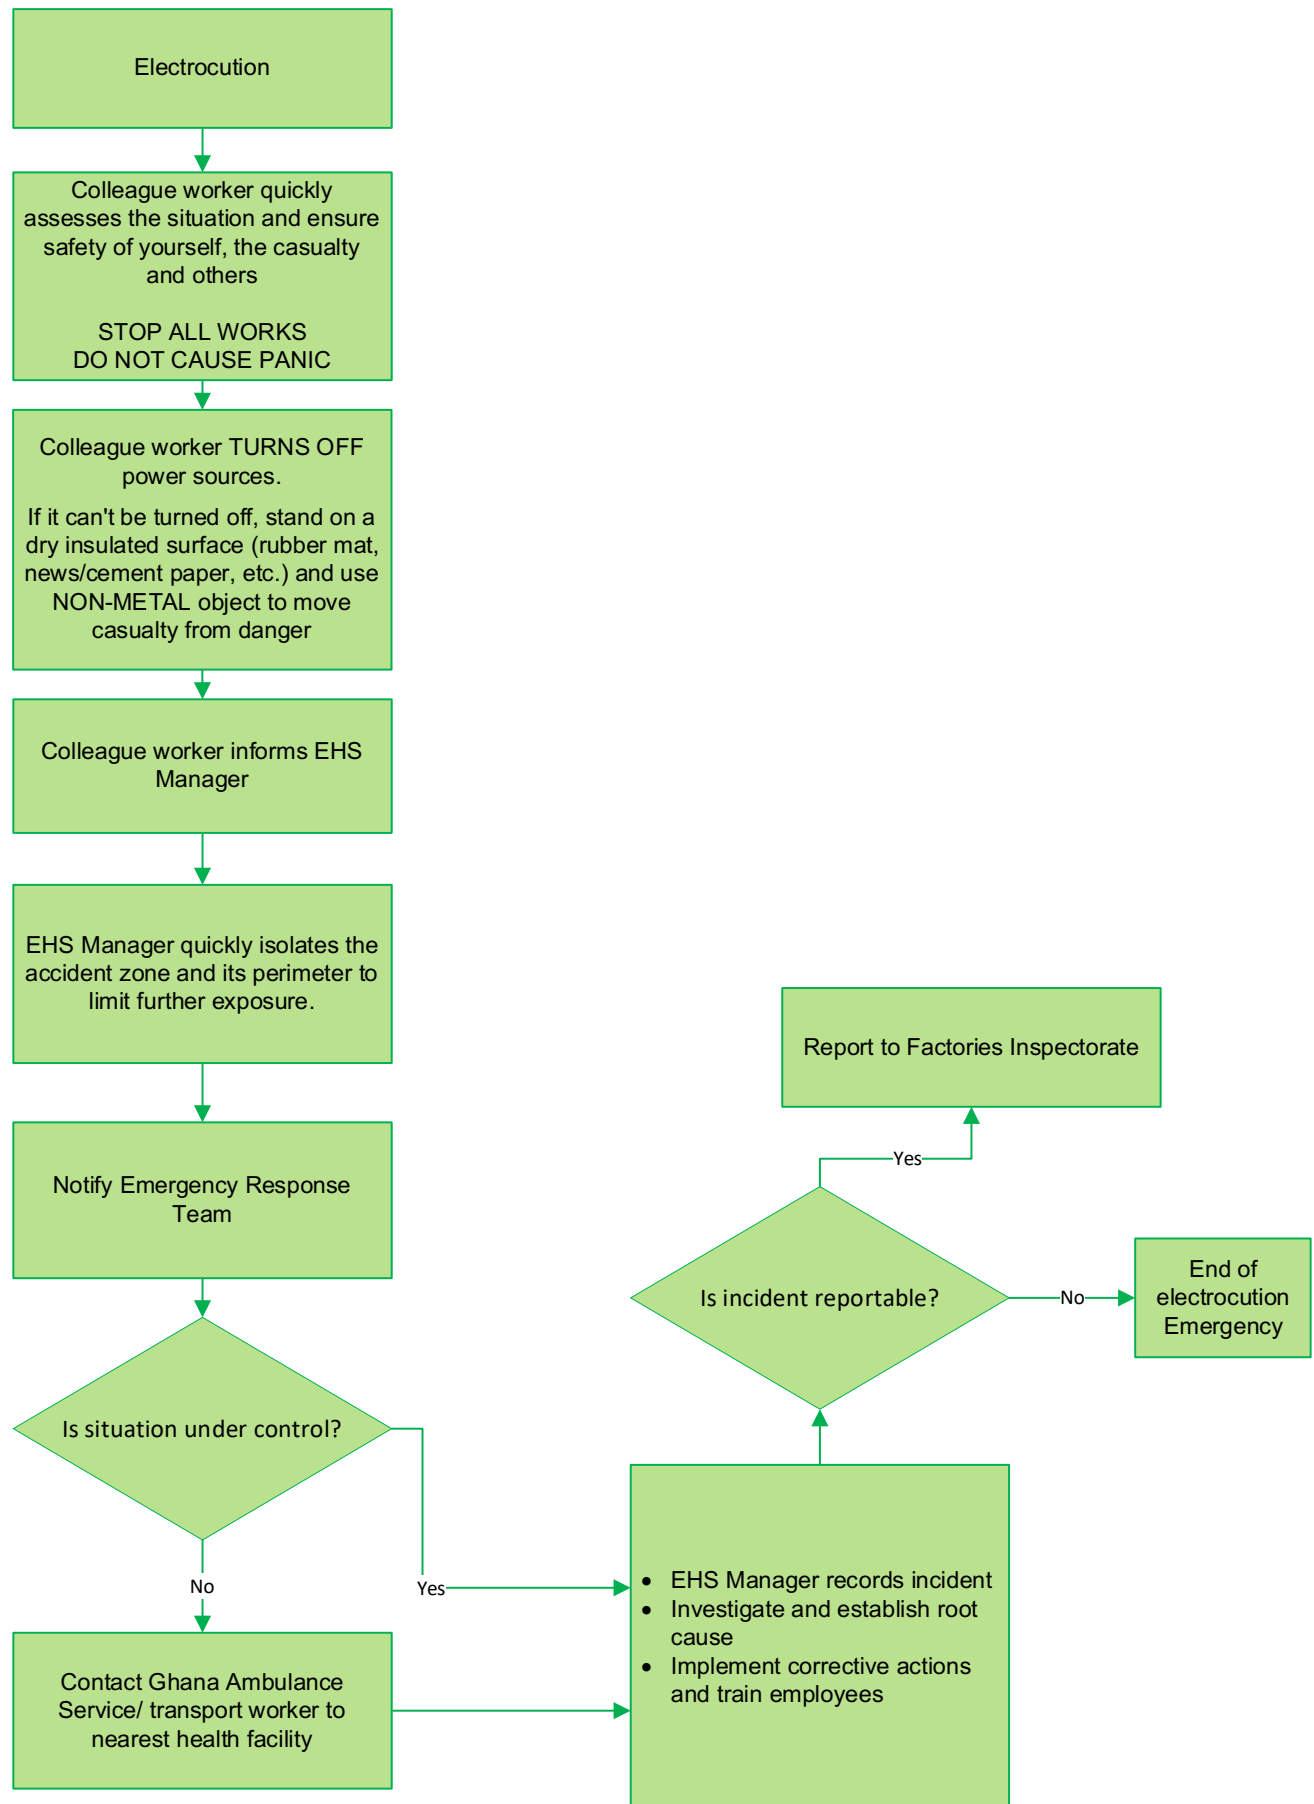 Electrocution
Colleague worker quickly
assesses the situation and ensure
safety of yourself, the casualty
and others
STOP ALL WORKS
DO NOT CAUSE PANIC
Colleague worker TURNS OFF
power sources.
If it can't be turned off, stand on a
dry insulated surface (rubber mat,
news/cement paper, etc.) and use
NON-METAL object to move
casualty from danger
Colleague worker informs EHS
Manager
EHS Manager quickly isolates the
accident zone and its perimeter to
limit further exposure.
Notify Emergency Response
Team
Is situation under control?
No
Yes
Contact Ghana Ambulance
Service/ transport worker to
nearest health facility
• EHS Manager records incident
• Investigate and establish root
cause
• Implement corrective actions
and train employees
Is incident reportable?
Yes
No
Report to Factories Inspectorate
End of
electrocution
Emergency